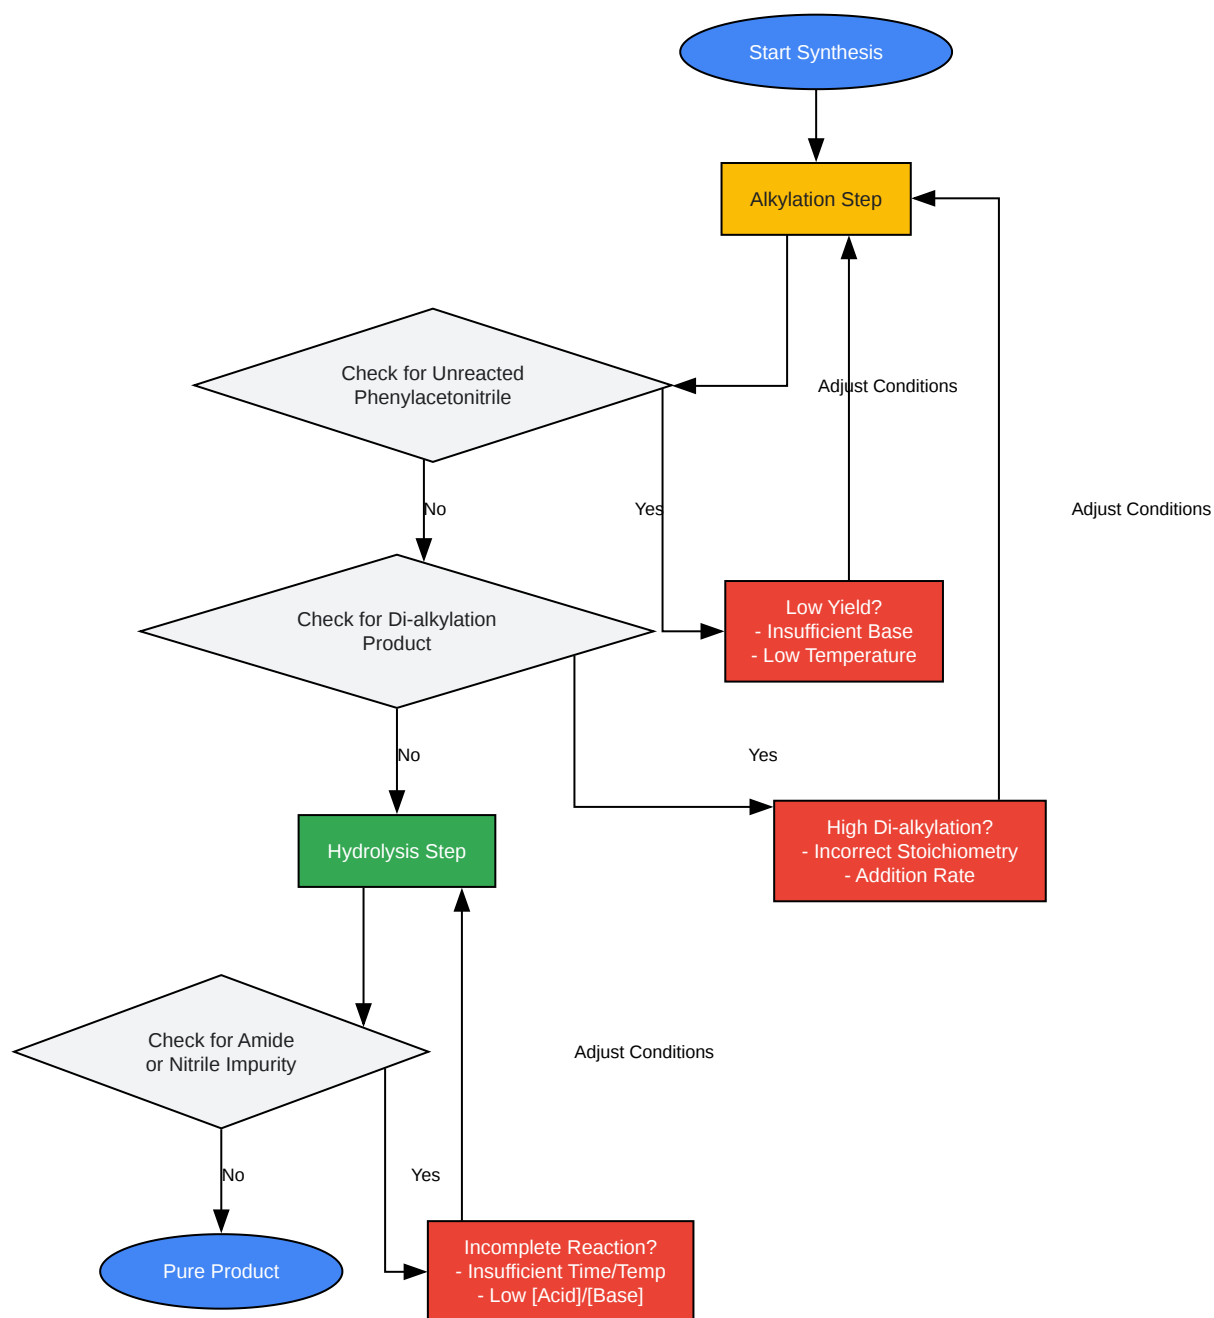 Start Synthesis
Alkylation Step
Check for Unreacted
Phenylacetonitrile
Adjust Conditions
No
Yes
Adjust Conditions
Check for Di-alkylation
Product
Low Yield?
- Insufficient Base
- Low Temperature
No
Yes
Hydrolysis Step
High Di-alkylation?
- Incorrect Stoichiometry
- Addition Rate
Check for Amide
or Nitrile Impurity
Adjust Conditions
No
Yes
Pure Product
Incomplete Reaction?
- Insufficient Time/Temp
- Low [Acid]/[Base]